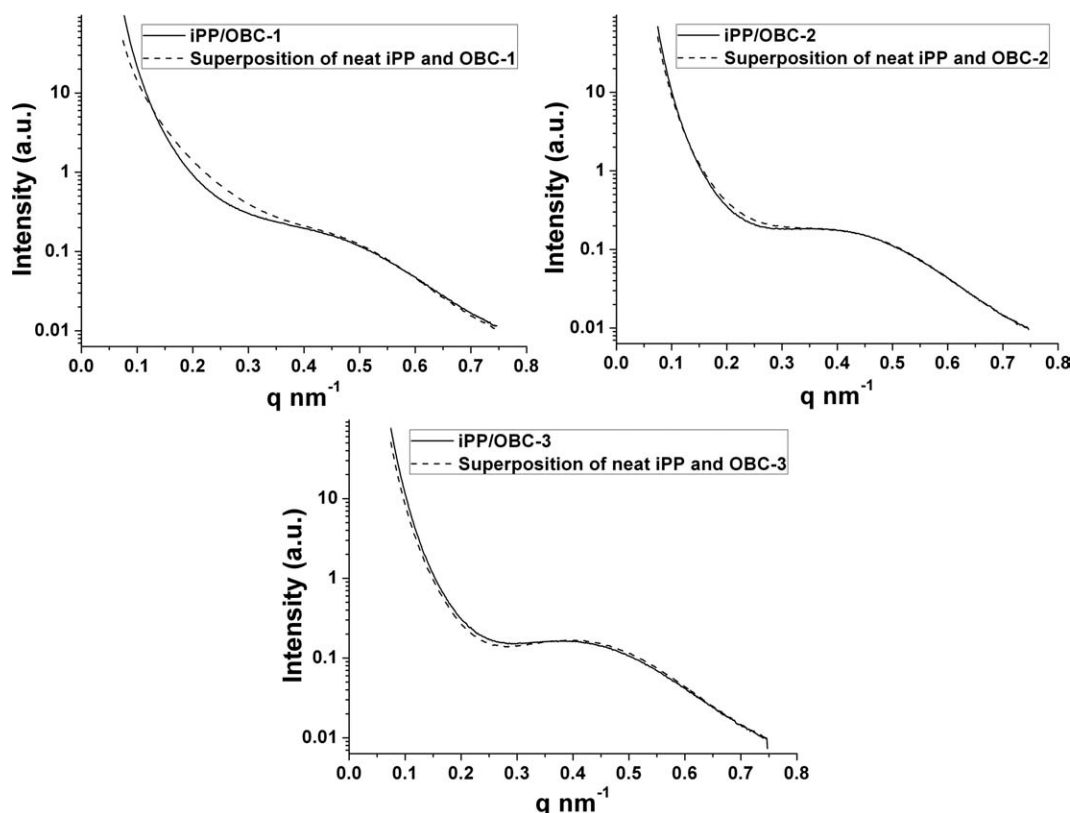 iPP/OBC-1
Superposition of neat iPP and OBC-1
Intensity (a.u.)
10
1
0.1
0.01
0.0 0.1 0.2 0.3 0.4 0.5 0.6 0.7 0.8
q nm⁻¹
iPP/OBC-2
Superposition of neat iPP and OBC-2
Intensity (a.u.)
10
1
0.1
0.01
0.0 0.1 0.2 0.3 0.4 0.5 0.6 0.7 0.8
q nm⁻¹
iPP/OBC-3
Superposition of neat iPP and OBC-3
Intensity (a.u.)
10
1
0.1
0.01
0.0 0.1 0.2 0.3 0.4 0.5 0.6 0.7 0.8
q nm⁻¹